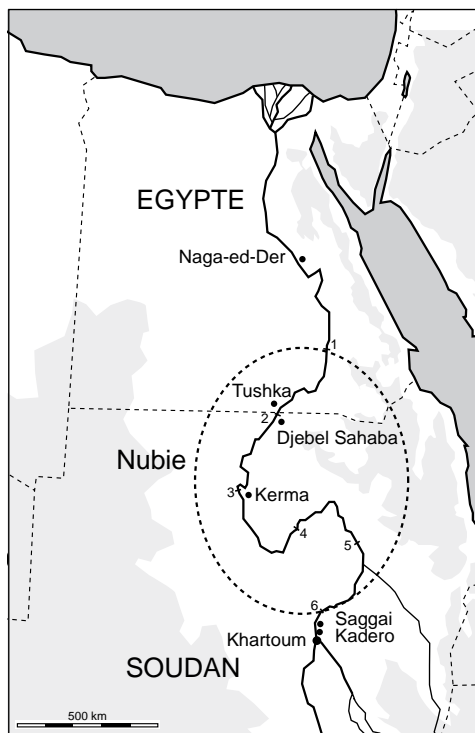 EGYPTE
Naga-ed-Der
1
Tushka
2
Djebel Sahaba
Nubie
3
Kerma
4
5
6
Saggai
Kadero
Khartoum
SOUDAN
500 km